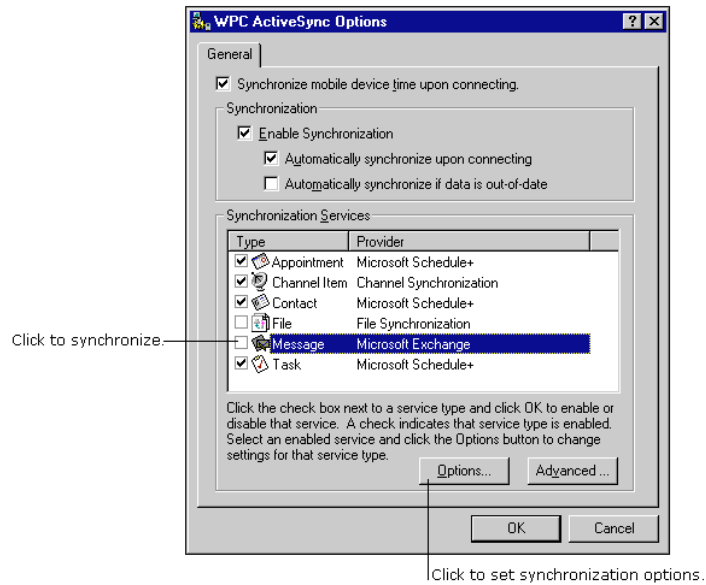 WPC ActiveSync Options
General
Synchronize mobile device time upon connecting.
Synchronization
Enable Synchronization
Automatically synchronize upon connecting
Automatically synchronize if data is out-of-date
Synchronization Services
Type Provider
Appointment Microsoft Schedule+
Channel Item Channel Synchronization
Contact Microsoft Schedule+
File File Synchronization
Click to synchronize.
Message Microsoft Exchange
Task Microsoft Schedule+
Click the check box next to a service type and click OK to enable or
disable that service. A check indicates that service type is enabled.
Select an enabled service and click the Options button to change
settings for that service type.
Options... Advanced ...
OK Cancel
Click to set synchronization options.